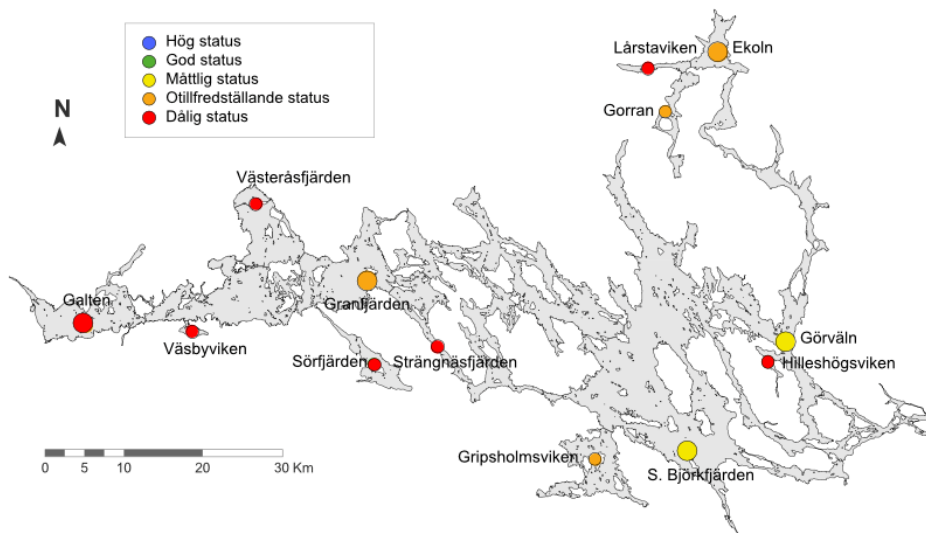 Hög status
God status
Måttlig status
Otillfredställande status
Dålig status
N
Lårstaviken
Ekoln
Gorran
Västeråsfjärden
Galten
Granfjärden
Väsbyviken
Sörfjärden
Strängnäsfjärden
Görväln
Hilleshögsviken
Gripsholmsviken
S. Björkfjärden
0 5 10 20 30 Km